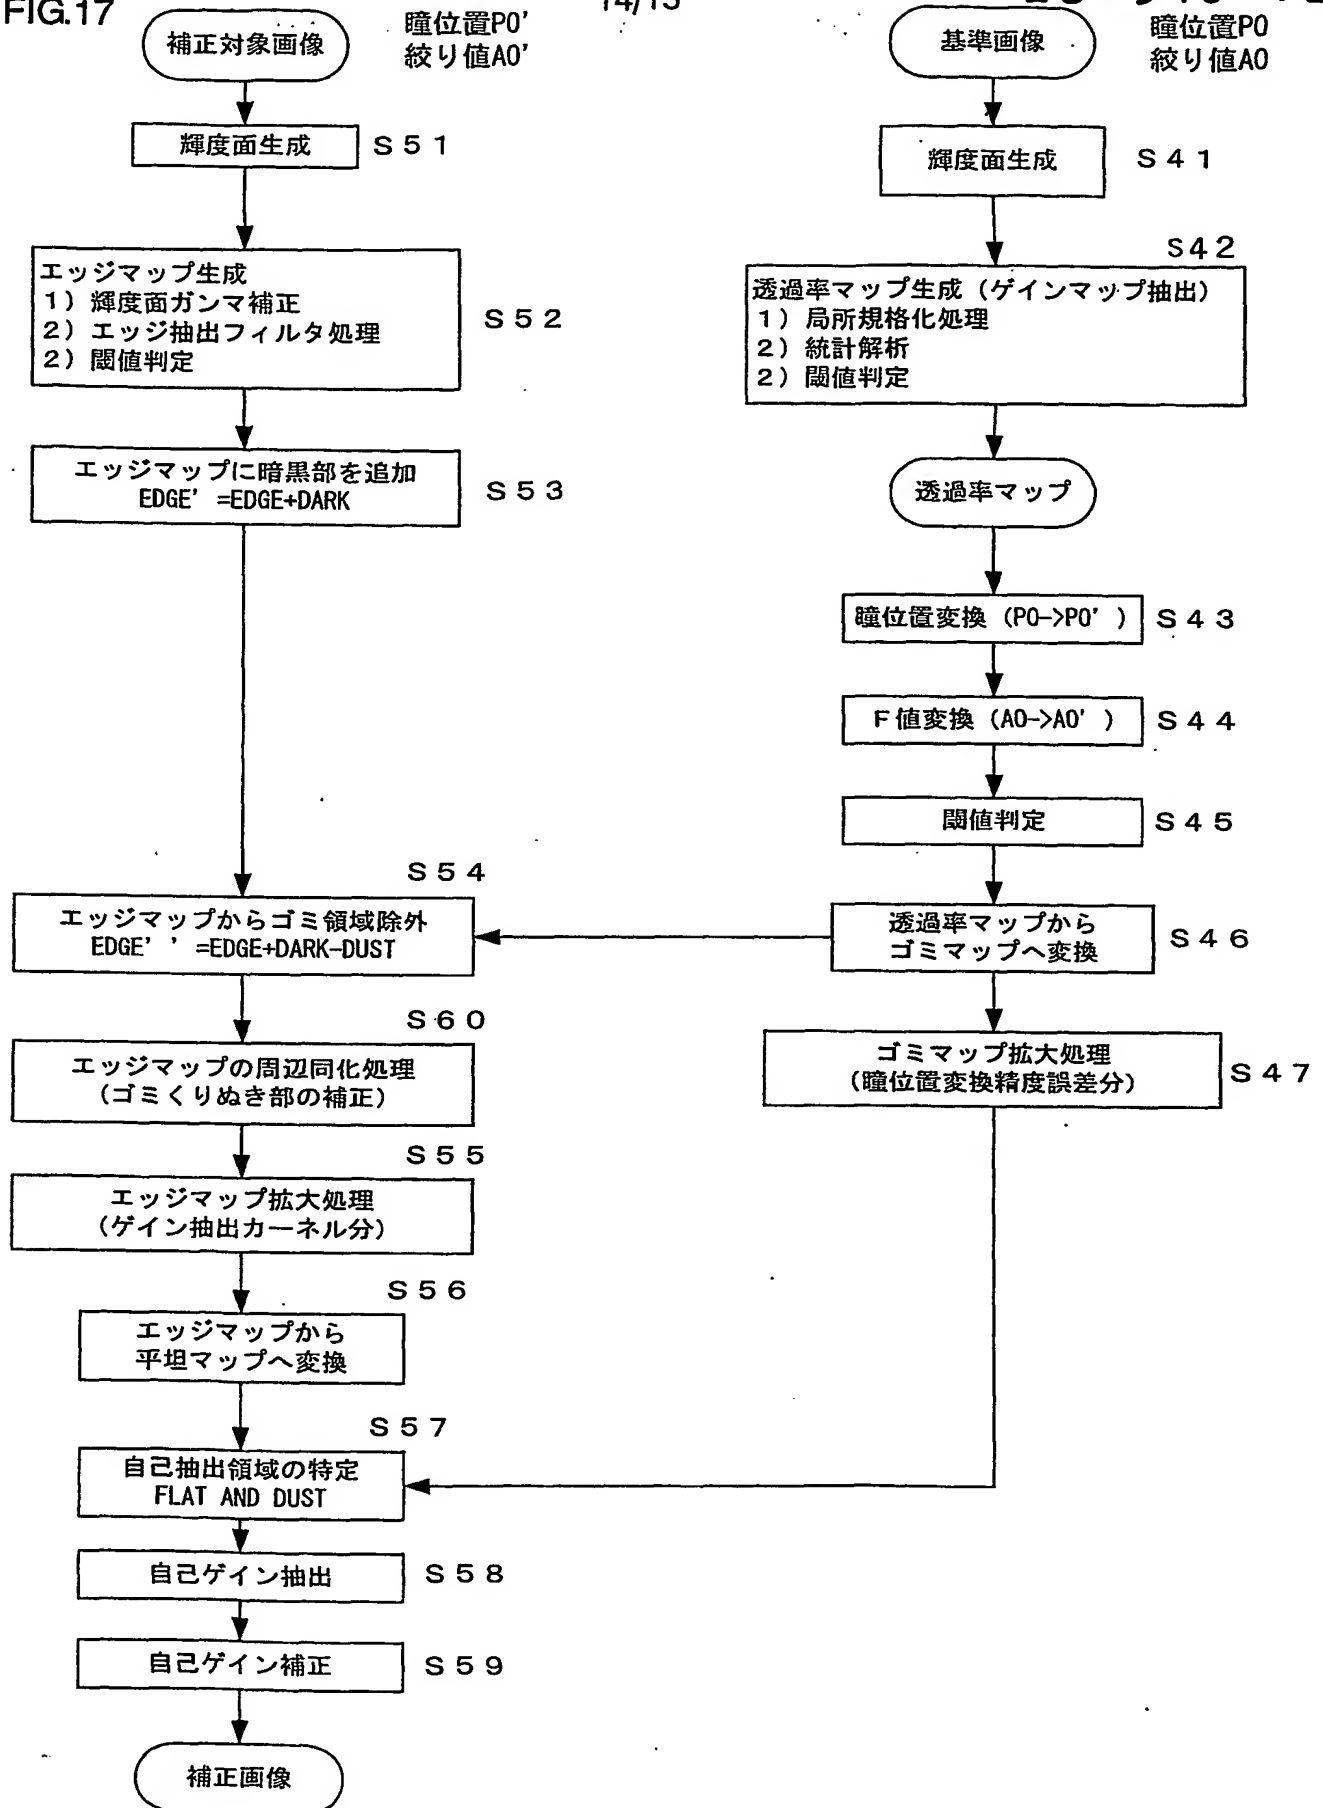 FIG.17
14/15
補正対象画像
瞳位置P0'
絞り値A0'
輝度面生成
S51
エッジマップ生成
1）輝度面ガンマ補正
2）エッジ抽出フィルタ処理
2）閾値判定
S52
エッジマップに暗黒部を追加
EDGE' =EDGE+DARK
S53
S54
エッジマップからゴミ領域除外
EDGE' ' =EDGE+DARK-DUST
S60
エッジマップの周辺同化処理
(ゴミくりぬき部の補正)
S55
エッジマップ拡大処理
(ゲイン抽出カーネル分)
S56
エッジマップから
平坦マップへ変換
S57
自己抽出領域の特定
FLAT AND DUST
自己ゲイン抽出
S58
自己ゲイン補正
S59
補正画像
基準画像
瞳位置P0
絞り値A0
輝度面生成
S41
S42
透過率マップ生成（ゲインマップ抽出）
1）局所規格化処理
2）統計解析
2）閾値判定
透過率マップ
瞳位置変換（P0->P0' ）
S43
F値変換（A0->A0' ）
S44
閾値判定
S45
透過率マップから
ゴミマップへ変換
S46
ゴミマップ拡大処理
(瞳位置変換精度誤差分)
S47